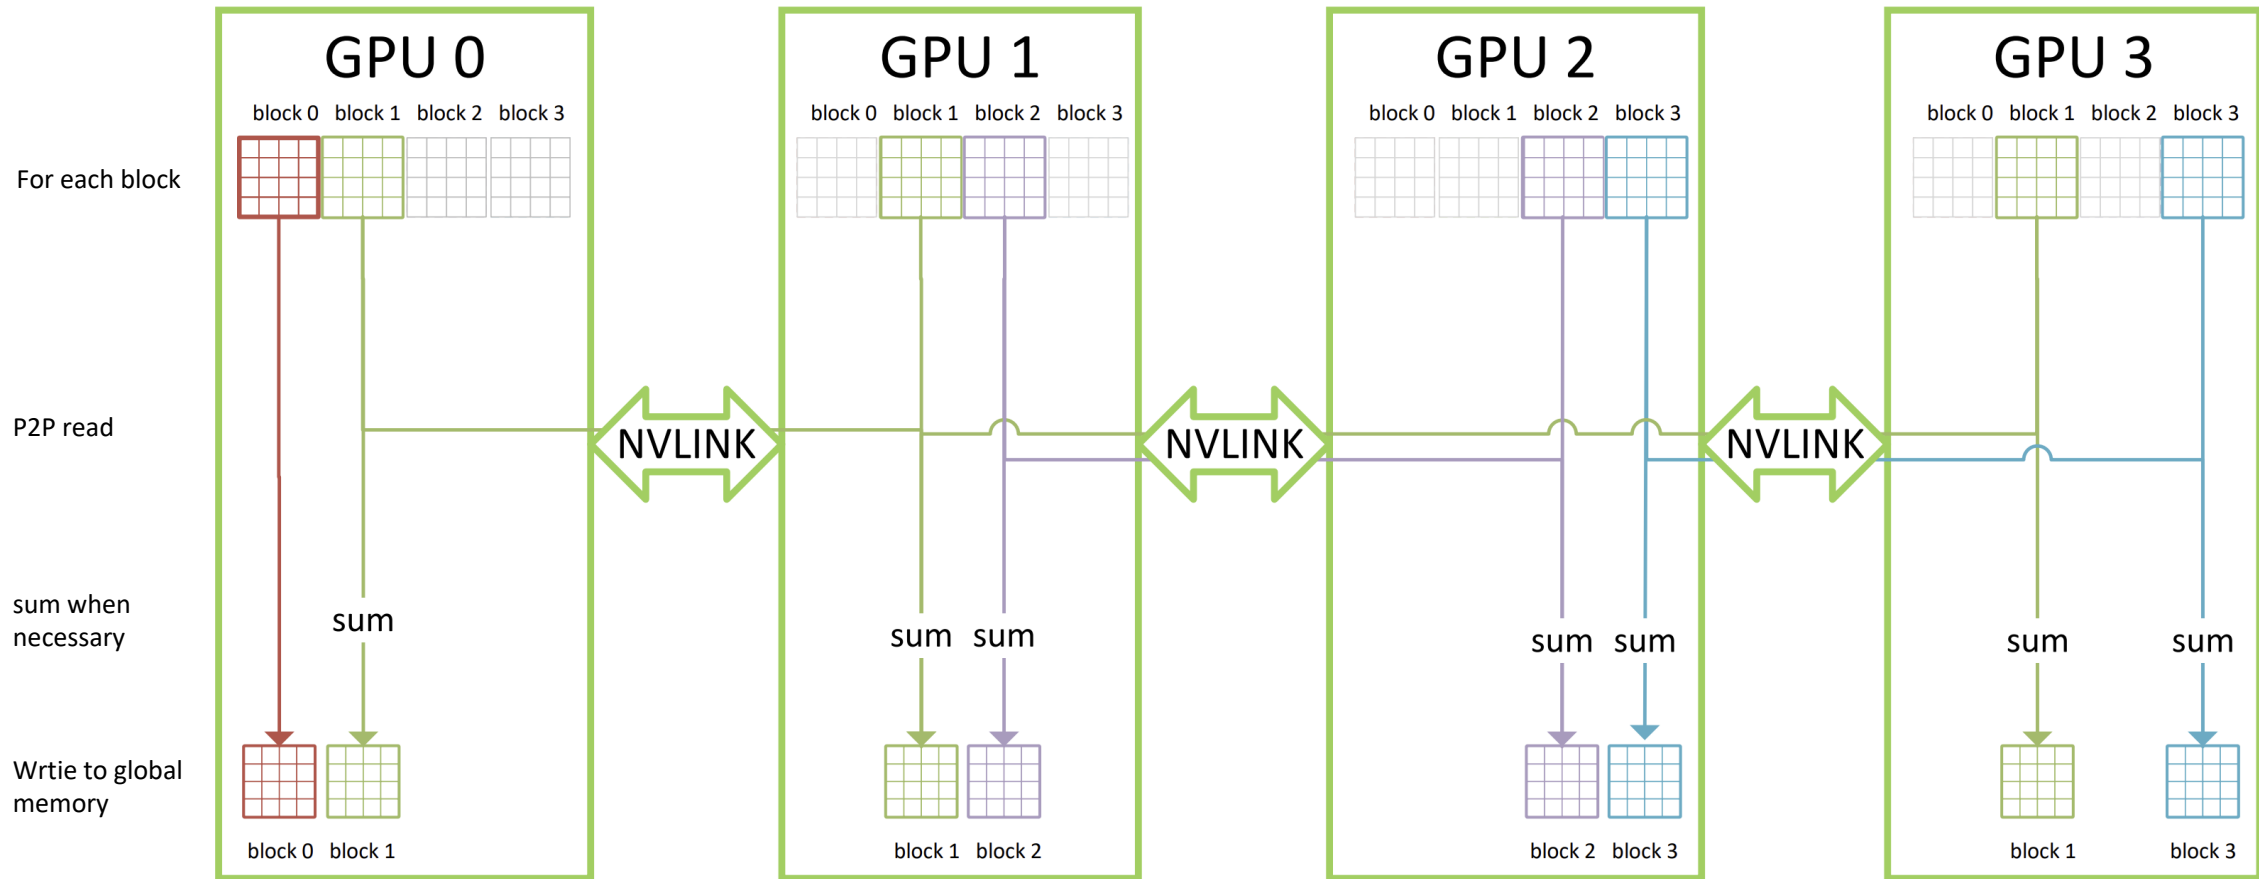 GPU 0
GPU 1
GPU 2
GPU 3
block 0 block 1 block 2 block 3
block 0 block 1 block 2 block 3
block 0 block 1 block 2 block 3
block 0 block 1 block 2 block 3
For each block
P2P read
NVLINK
NVLINK
NVLINK
sum when
necessary
sum
sum sum
sum sum
sum sum
Wrtie to global
memory
block 0 block 1
block 1 block 2
block 2 block 3
block 1 block 3